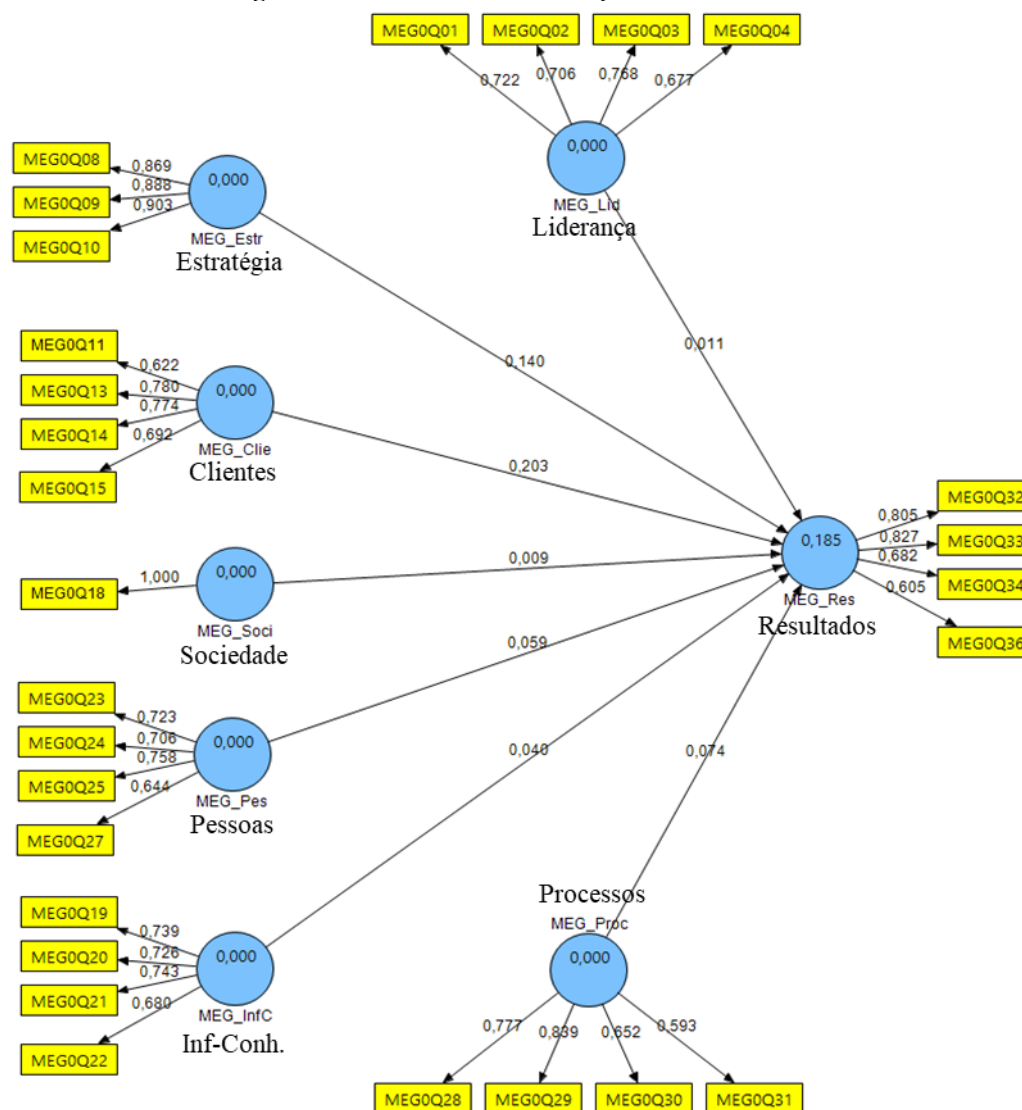 MEG0Q01
MEG0Q02
MEG0Q03
MEG0Q04
0,722
0,706
0,768
0,677
0,000
MEG_Lid
Liderança
MEG0Q08
MEG0Q09
MEG0Q10
0,869
0,888
0,903
0,000
MEG_Estr
Estratégia
0,011
0,140
MEG0Q11
MEG0Q13
MEG0Q14
MEG0Q15
0,622
0,780
0,774
0,692
0,000
MEG_Clie
Clientes
0,203
MEG0Q18
1,000
0,000
MEG_Soci
Sociedade
0,009
0,185
MEG_Res
Resultados
0,805
0,827
0,682
0,605
MEG0Q32
MEG0Q33
MEG0Q34
MEG0Q36
MEG0Q23
MEG0Q24
MEG0Q25
MEG0Q27
0,723
0,706
0,758
0,644
0,000
MEG_Pes
Pessoas
0,059
0,040
0,074
MEG0Q19
MEG0Q20
MEG0Q21
MEG0Q22
0,739
0,726
0,743
0,680
0,000
MEG_InfC
Inf-Conh.
Processos
MEG_Proc
0,000
0,777
0,839
0,652
0,593
MEG0Q28
MEG0Q29
MEG0Q30
MEG0Q31